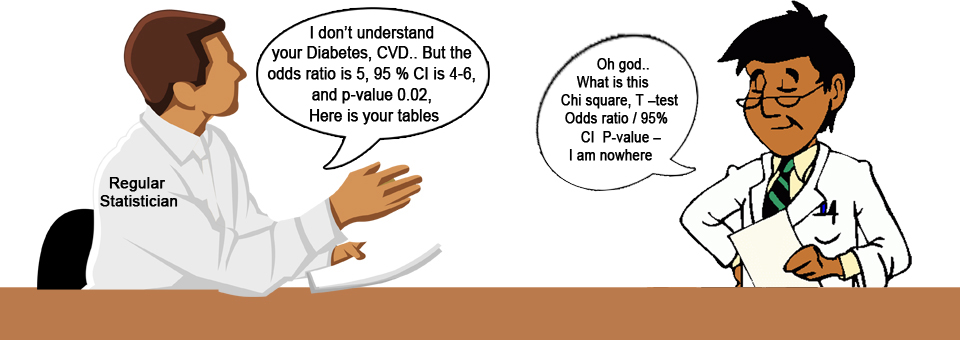 I don't understand
your Diabetes, CVD.. But the
odds ratio is 5, 95 % CI is 4-6,
and p-value 0.02,
Here is your tables
Oh god..
What is this
Chi square, T –test
Odds ratio / 95%
CI P-value –
I am nowhere
Regular
Statistician